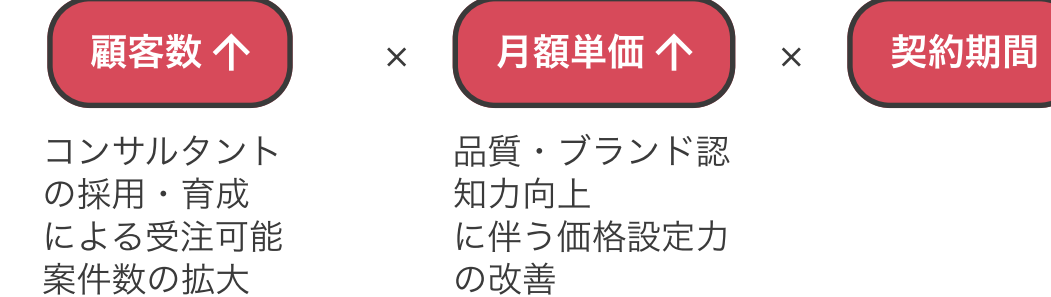 顧客数↑ × 月額単価↑ × 契約期間
コンサルタント
の採用・育成
による受注可能
案件数の拡大
品質・ブランド認
知力向上
に伴う価格設定力
の改善